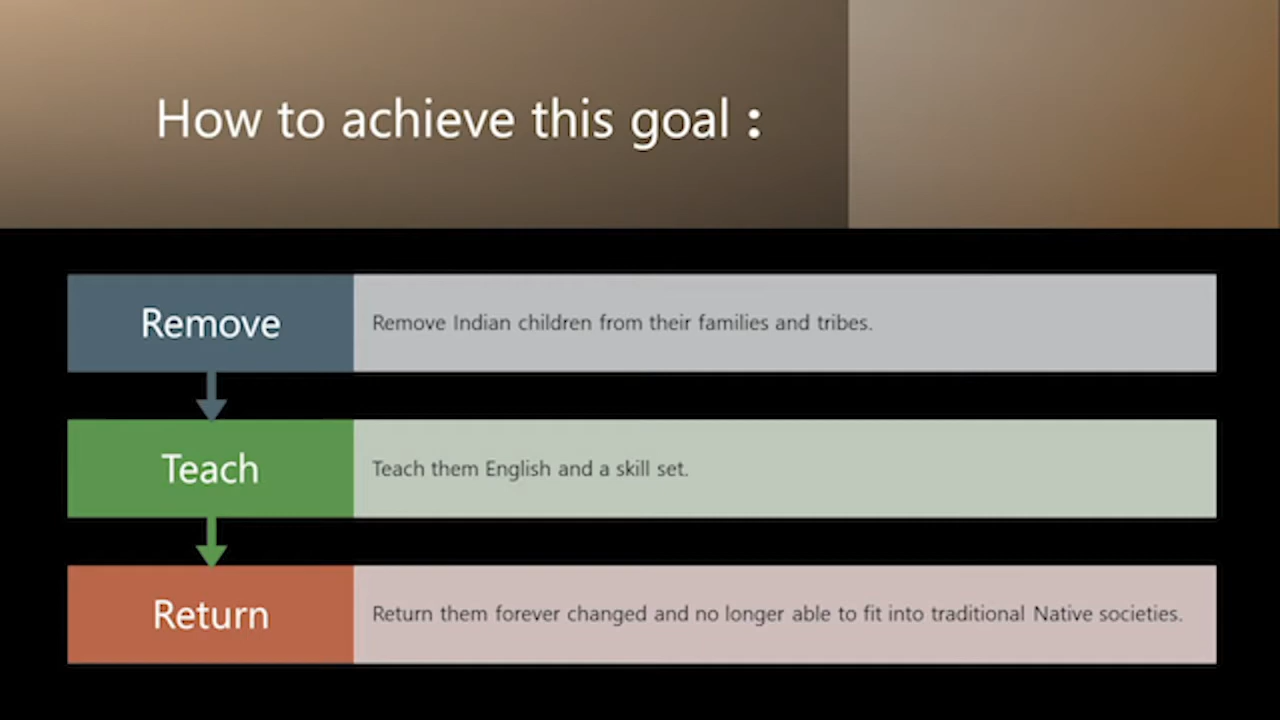 How to achieve this goal :
Remove
Remove Indian children from their families and tribes.
Teach
Teach them English and a skill set.
Return
Return them forever changed and no longer able to fit into traditional Native societies.